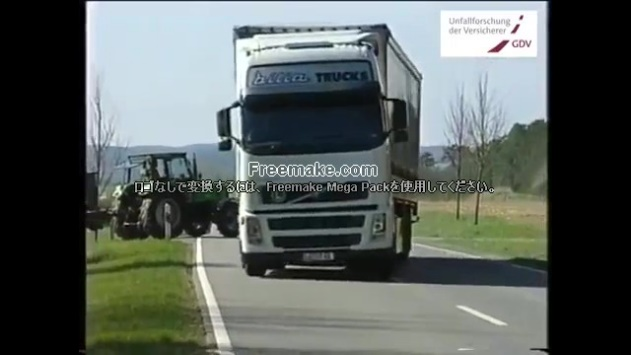 Unfallforschung
der Versicherer
GDV
TRUCKS
Freemake.com
ロゴなしで変換するには、Freemake Mega Packを使用してください。